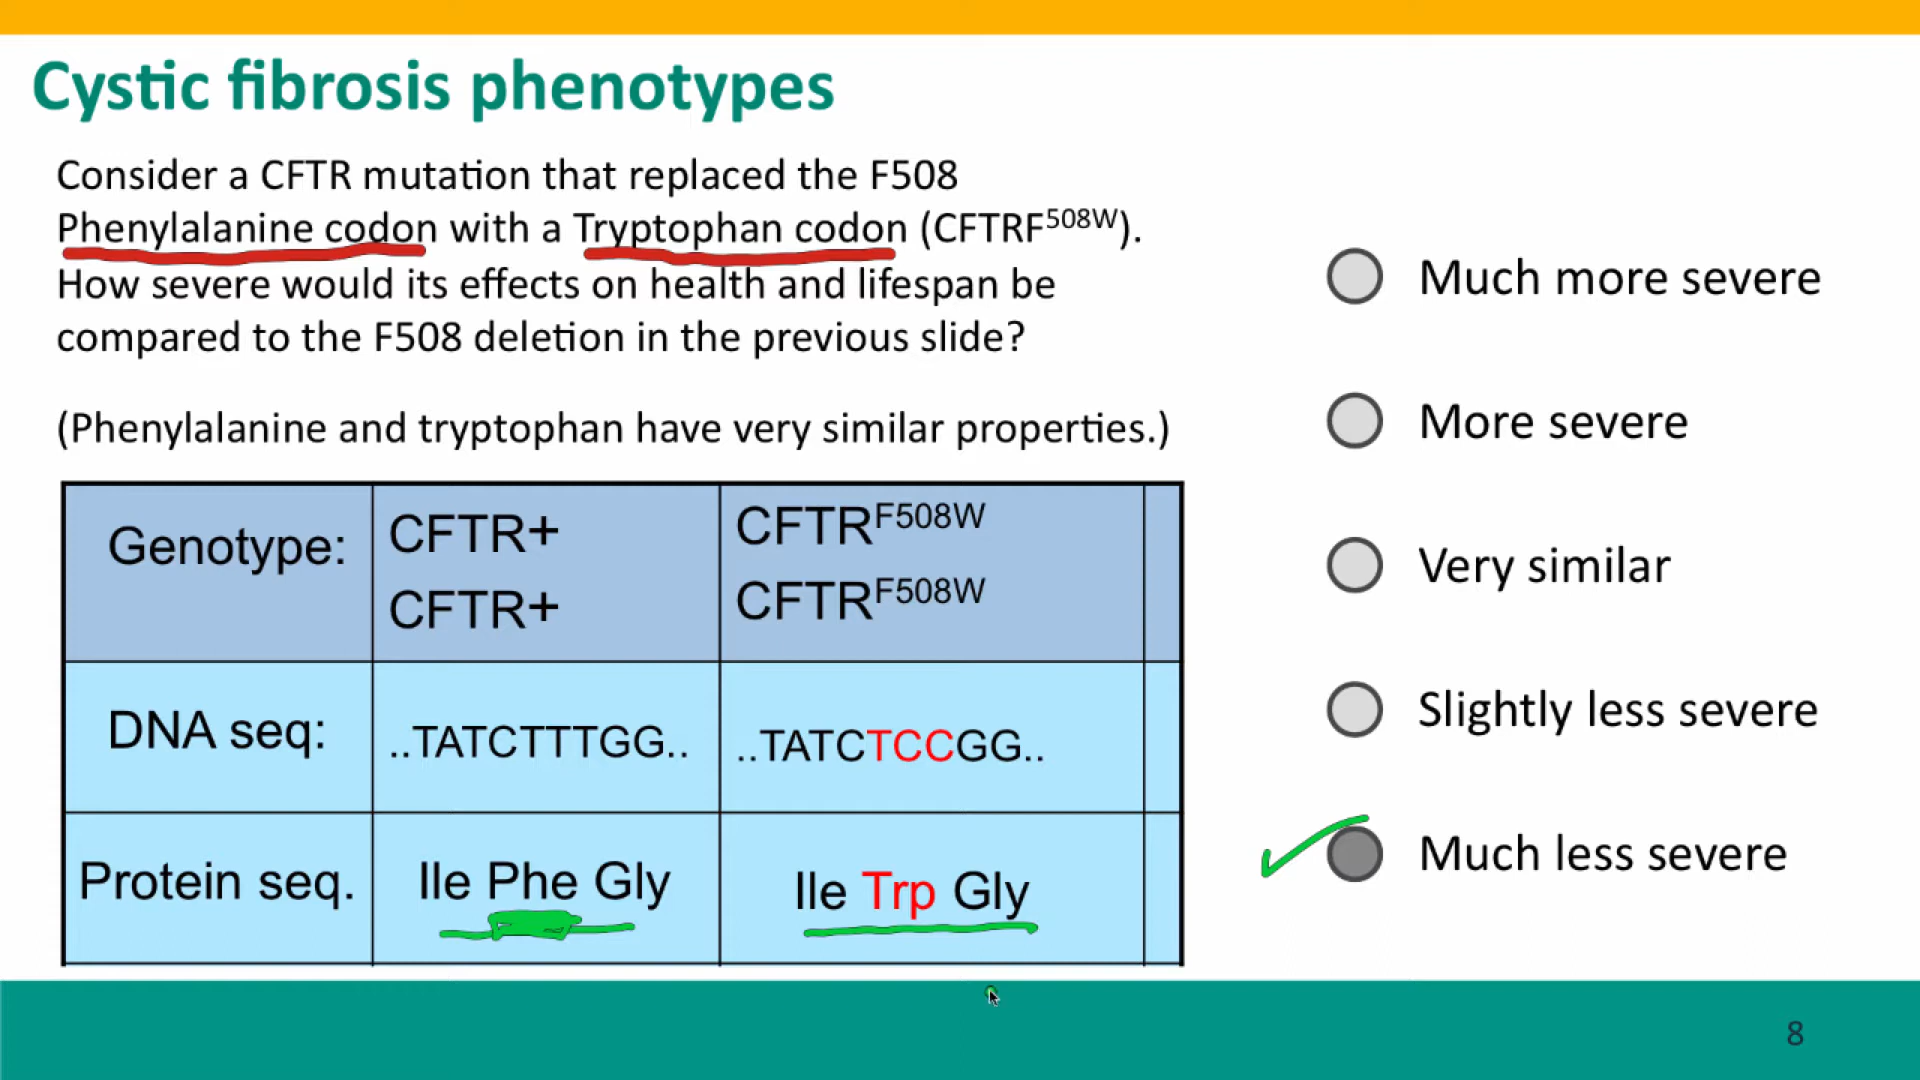 Cystic fibrosis phenotypes
Consider a CFTR mutation that replaced the F508
Phenylalanine codon with a Tryptophan codon (CFTRF508W).
How severe would its effects on health and lifespan be
compared to the F508 deletion in the previous slide?
(Phenylalanine and tryptophan have very similar properties.)
Genotype:
CFTR+
CFTR+
CFTRF508W
CFTRF508W
DNA seq:
..TATCTTTGG..
..TATCTCCGG..
Protein seq.
Ile Phe Gly
Ile Trp Gly
Much more severe
More severe
Very similar
Slightly less severe
Much less severe
8